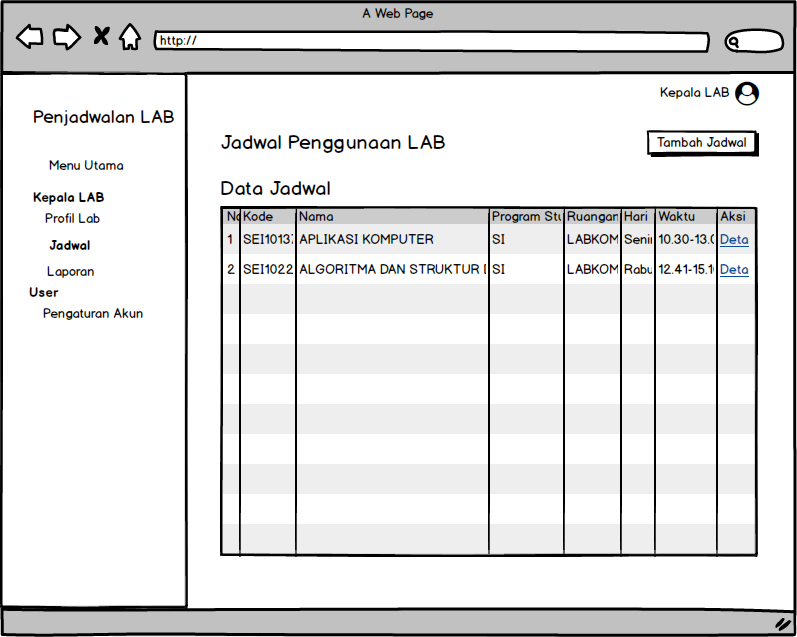 A Web Page
http://
Kepala LAB
Penjadwalan LAB
Menu Utama
Kepala LAB
Profil Lab
Jadwal
Laporan
User
Pengaturan Akun
Jadwal Penggunaan LAB
Tambah Jadwal
Data Jadwal
No Kode Nama Program Stu Ruangan Hari Waktu Aksi
1 SEI10137 APLIKASI KOMPUTER SI LABKOM Senin 10.30-13.0 Deta
2 SEI1022 ALGORITMA DAN STRUKTUR SI LABKOM Rabu 12.41-15.1 Deta